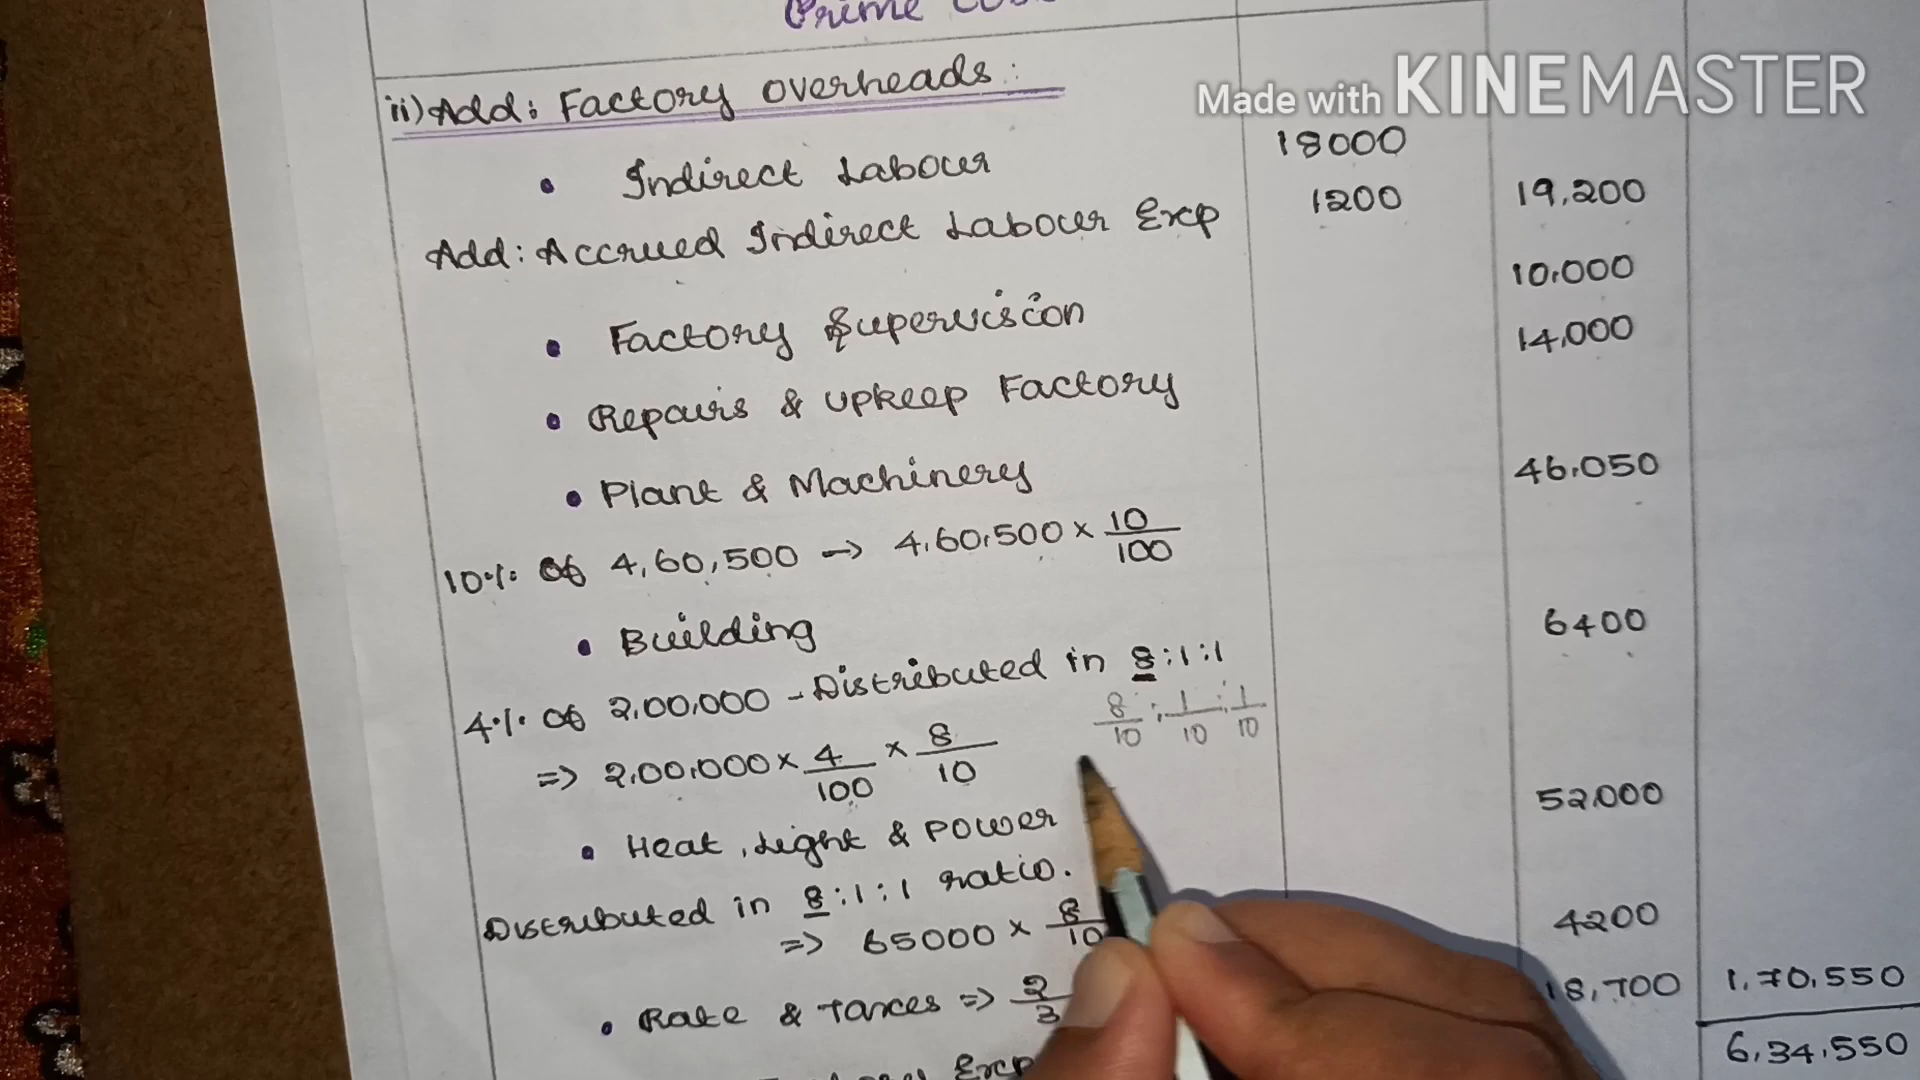 Prime
ii) Add: Factory overheads:
Made with KINEMASTER
• Indirect Labour 18000
Add: Accrued Indirect Labour Exp 1200 19,200
• Factory Supervision 10,000
• Repairs & upkeep Factory 14,000
• Plant & Machinery 46,050
10% of 4,60,500 → 4,60,500 × 10/100
• Building 6400
4% of 2,00,000 - Distributed in 8:1:1
8/10 : 1/10 : 1/10
=> 2,00,000 × 4/100 × 8/10
• Heat, Light & Power 52000
Distributed in 8:1:1 ratio.
=> 65000 × 8/10
• Rate & Taxes => 2/3 4200
Exp 18,700 1,70,550
6,34,550